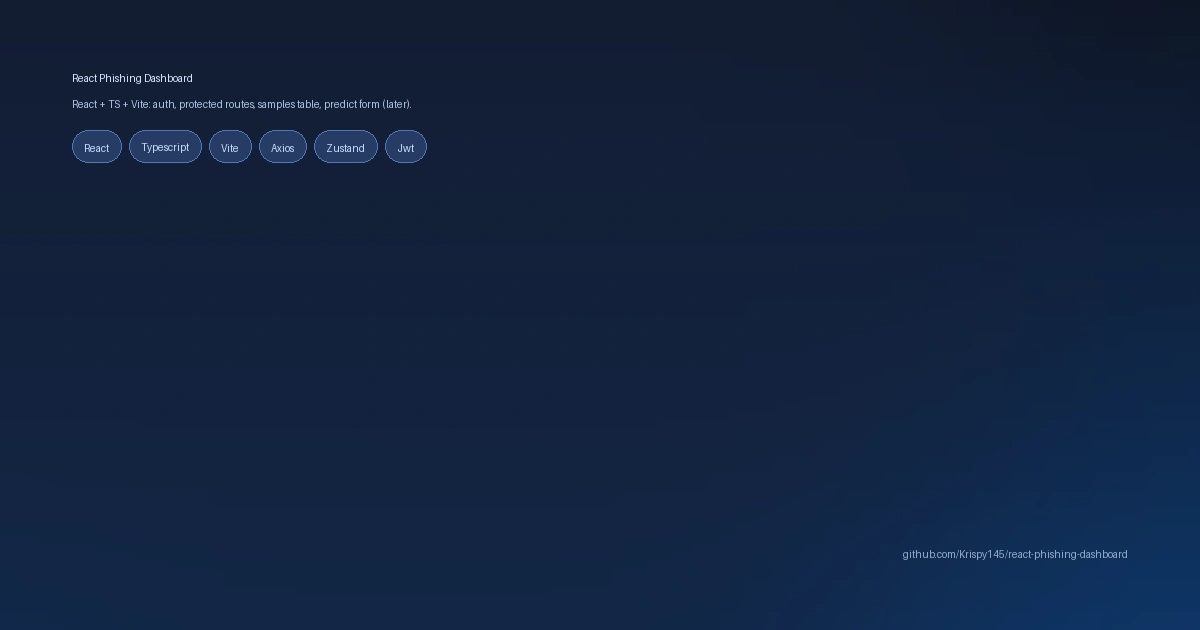 React Phishing Dashboard
React + TS + Vite: auth, protected routes, samples table, predict form (later).
React Typescript Vite Axios Zustand Jwt
github.com/Krispy145/react-phishing-dashboard